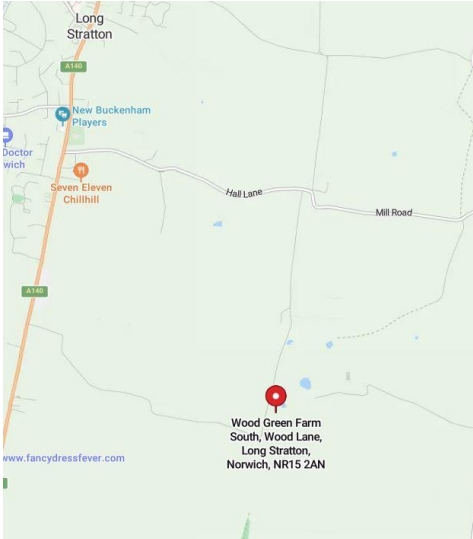 Long
Stratton
A140
New Buckenham
Players
Doctor
wich
Seven Eleven
Chillhill
Hall Lane
Mill Road
A140
Wood Green Farm
South, Wood Lane,
Long Stratton,
Norwich, NR15 2AN
www.fancydressfever.com